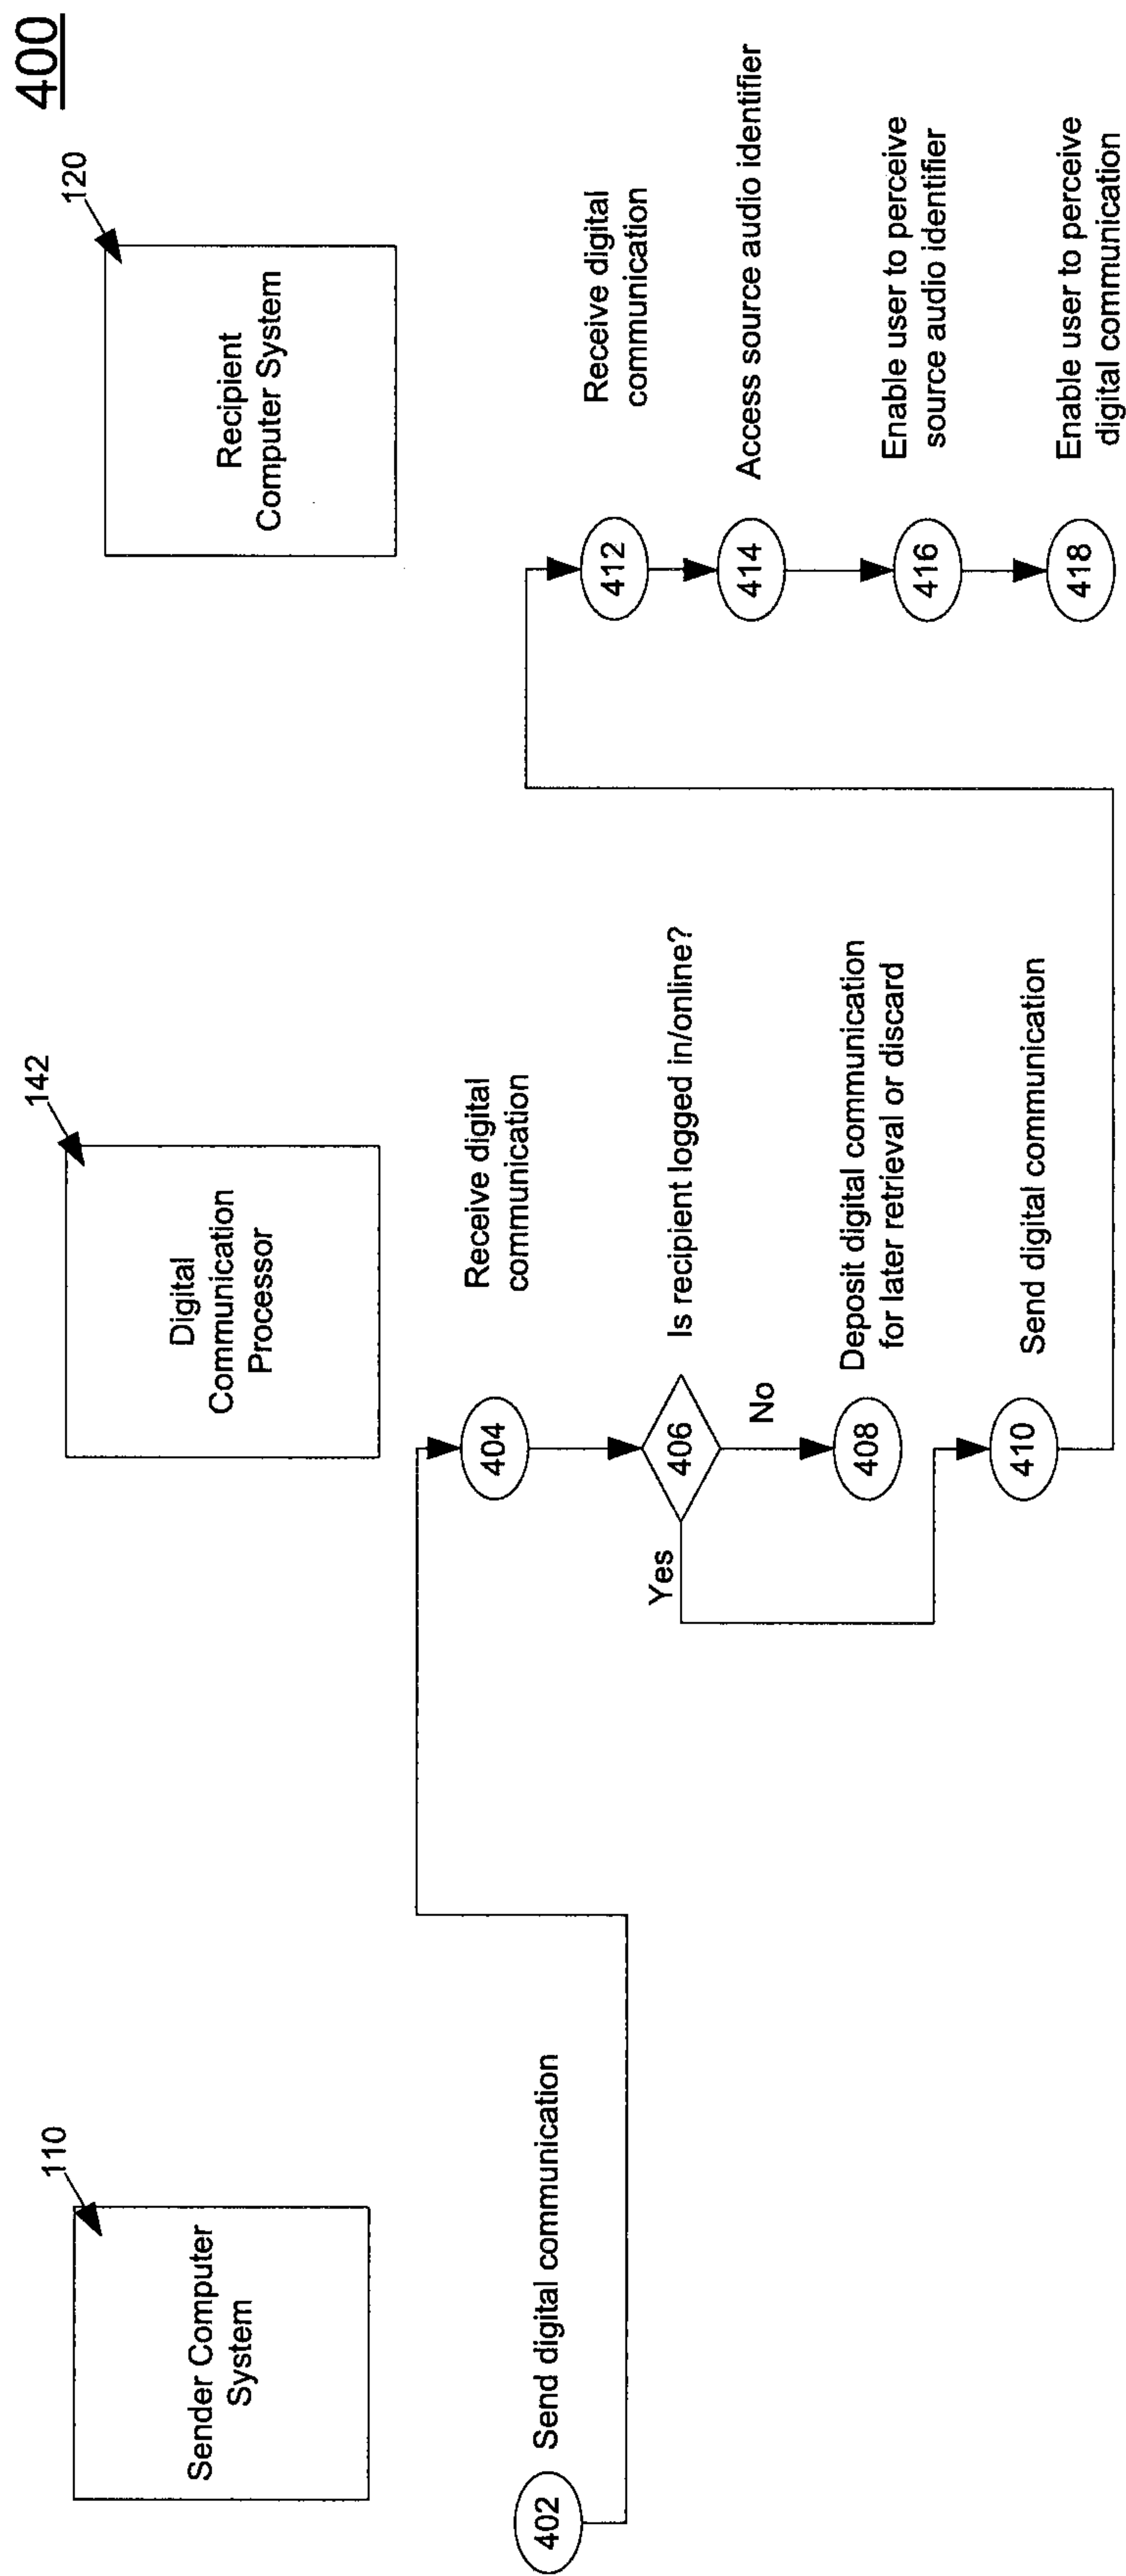 400
110
Sender Computer
System
142
Digital
Communication
Processor
120
Recipient
Computer System
402
Send digital communication
404
Receive digital
communication
406
Is recipient logged in/online?
Yes
No
408
Deposit digital communication
for later retrieval or discard
410
Send digital communication
412
Receive digital
communication
414
Access source audio identifier
416
Enable user to perceive
source audio identifier
418
Enable user to perceive
digital communication